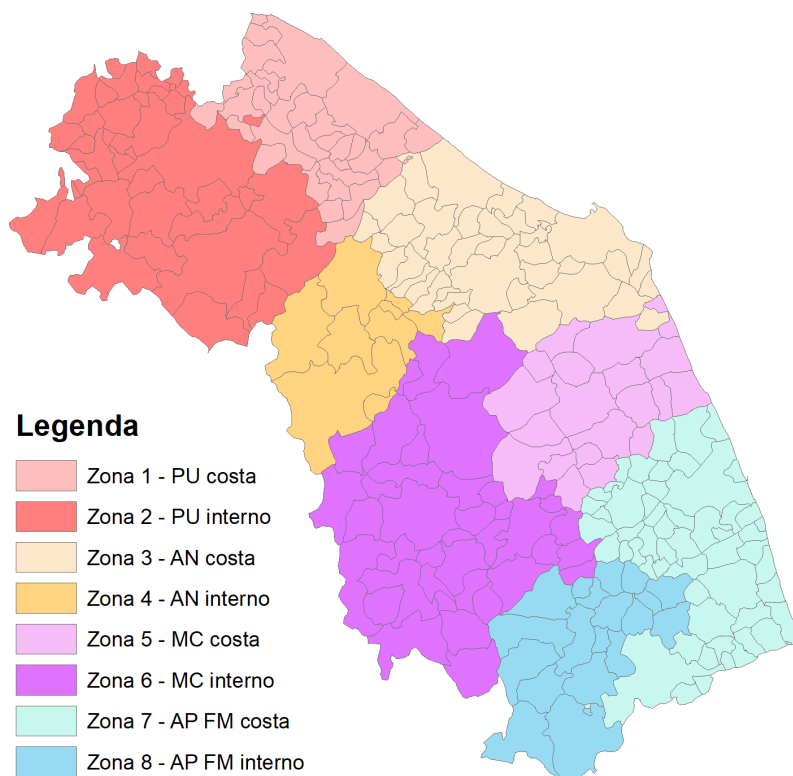 Legenda
Zona 1 - PU costa
Zona 2 - PU interno
Zona 3 - AN costa
Zona 4 - AN interno
Zona 5 - MC costa
Zona 6 - MC interno
Zona 7 - AP FM costa
Zona 8 - AP FM interno